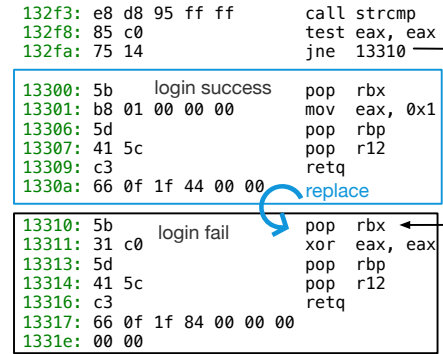 132f3: e8 d8 95 ff ff call strcmp
132f8: 85 c0 test eax, eax
132fa: 75 14 jne 13310
13300: 5b login success pop rbx
13301: b8 01 00 00 00 mov eax, 0x1
13306: 5d pop rbp
13307: 41 5c pop r12
13309: c3 retq
1330a: 66 0f 1f 44 00 00 replace
13310: 5b login fail pop rbx
13311: 31 c0 xor eax, eax
13313: 5d pop rbp
13314: 41 5c pop r12
13316: c3 retq
13317: 66 0f 1f 84 00 00 00
1331e: 00 00